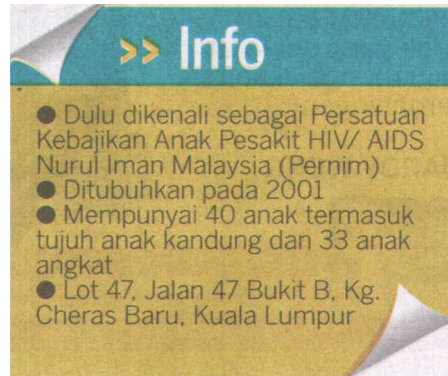 >> Info
● Dulu dikenali sebagai Persatuan
Kebajikan Anak Pesakit HIV/ AIDS
Nurul Iman Malaysia (Pernim)
● Ditubuhkan pada 2001
● Mempunyai 40 anak termasuk
tujuh anak kandung dan 33 anak
angkat
● Lot 47, Jalan 47 Bukit B, Kg.
Cheras Baru, Kuala Lumpur